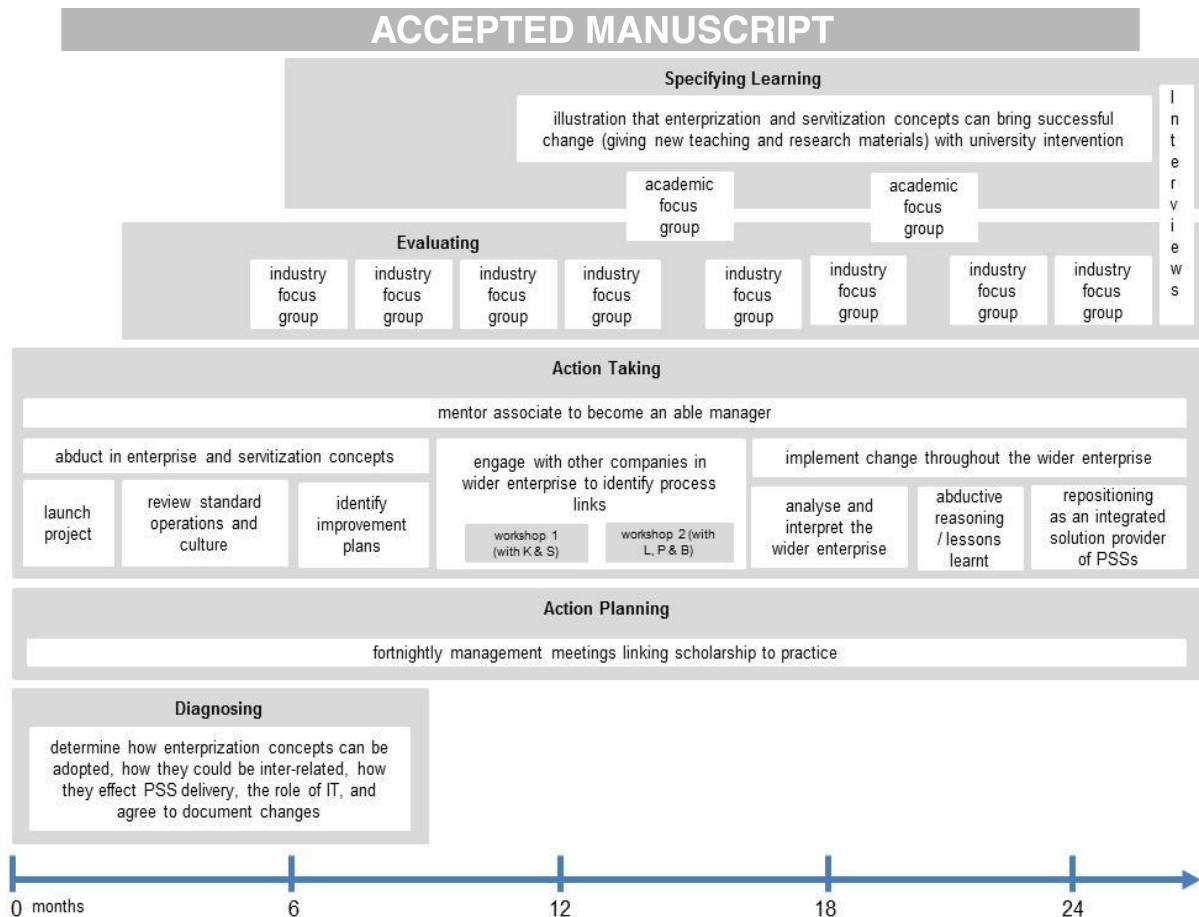 ACCEPTED MANUSCRIPT
Specifying Learning
illustration that enterprization and servitization concepts can bring successful
change (giving new teaching and research materials) with university intervention
academic
focus
group
academic
focus
group
Interviews
Evaluating
industry
focus
group
industry
focus
group
industry
focus
group
industry
focus
group
industry
focus
group
industry
focus
group
industry
focus
group
industry
focus
group
Action Taking
mentor associate to become an able manager
abduct in enterprise and servitization concepts
launch
project
review standard
operations and
culture
identify
improvement
plans
engage with other companies in
wider enterprise to identify process
links
workshop 1
(with K & S)
workshop 2 (with
L, P & B)
implement change throughout the wider enterprise
analyse and
interpret the
wider enterprise
abductive
reasoning
/ lessons
learnt
repositioning
as an integrated
solution provider
of PSSs
Action Planning
fortnightly management meetings linking scholarship to practice
Diagnosing
determine how enterprization concepts can be
adopted, how they could be inter-related, how
they effect PSS delivery, the role of IT, and
agree to document changes
0 months 6 12 18 24